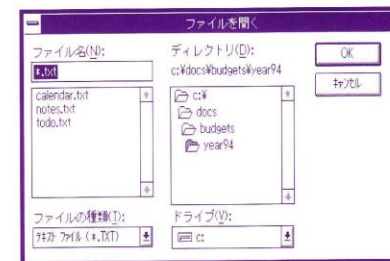 ファイルを開く
ファイル名(N):
*.txt
calendar.txt
notes.txt
todo.txt
ファイルの種類(T):
ﾃｷｽﾄ ﾌｧｲﾙ (*.TXT)
ディレクトリ(D):
c:¥docs¥budgets¥year94
c:¥
docs
budgets
year94
ドライブ(V):
c:
OK
ｷｬﾝｾﾙ